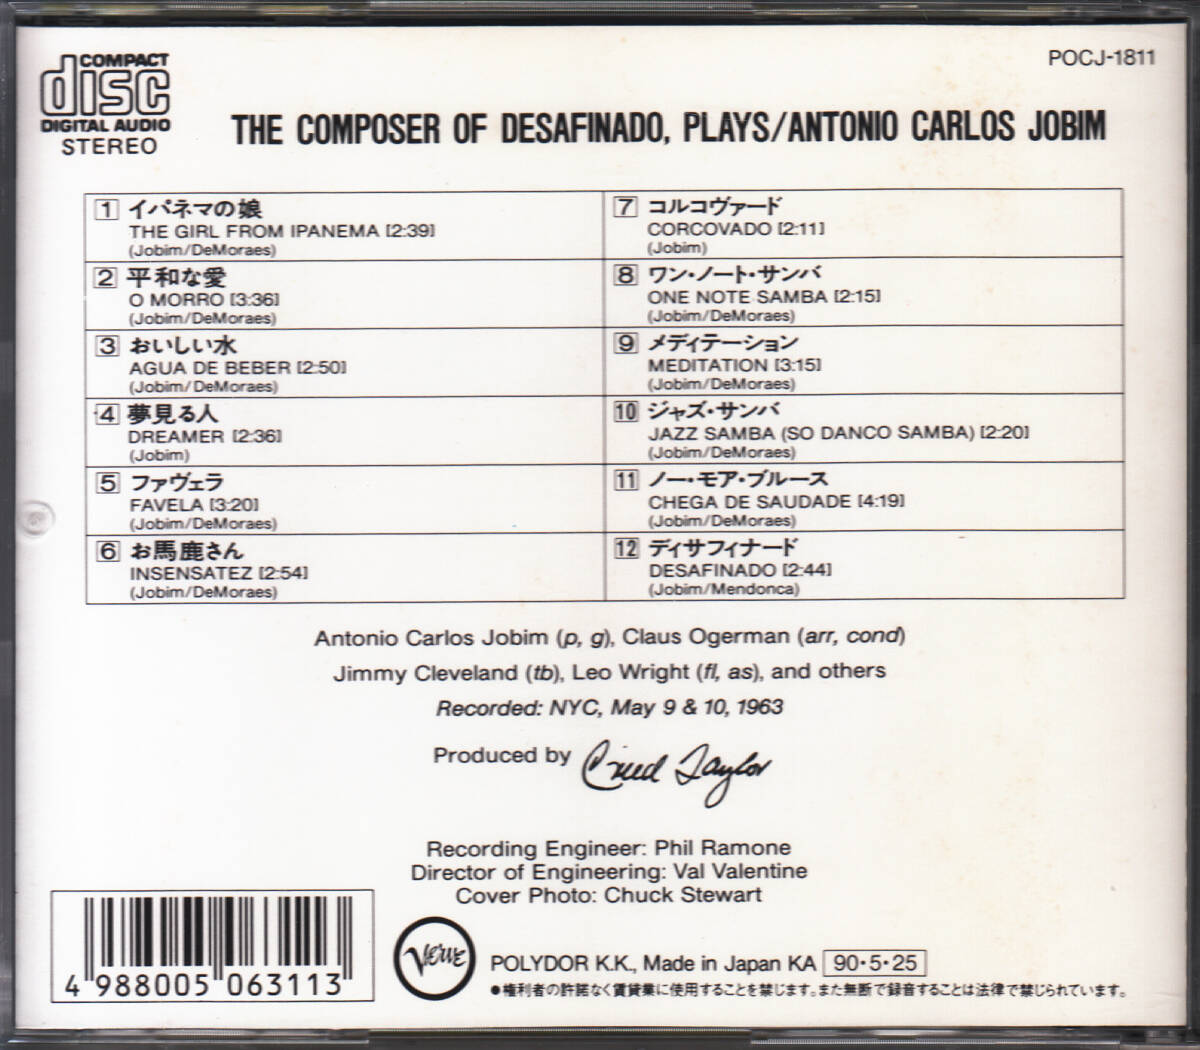 COMPACT
disc
DIGITAL AUDIO
STEREO
POCJ-1811
THE COMPOSER OF DESAFINADO, PLAYS/ANTONIO CARLOS JOBIM
1 イパネマの娘
THE GIRL FROM IPANEMA [2:39]
(Jobim/DeMoraes)
2 平和な愛
O MORRO [3:36]
(Jobim/DeMoraes)
3 おいしい水
AGUA DE BEBER [2:50]
(Jobim/DeMoraes)
4 夢見る人
DREAMER [2:36]
(Jobim)
5 ファヴェラ
FAVELA [3:20]
(Jobim/DeMoraes)
6 お馬鹿さん
INSENSATEZ [2:54]
(Jobim/DeMoraes)
7 コルコヴァード
CORCOVADO [2:11]
(Jobim)
8 ワン・ノート・サンバ
ONE NOTE SAMBA [2:15]
(Jobim/DeMoraes)
9 メディテーション
MEDITATION [3:15]
(Jobim/DeMoraes)
10 ジャズ・サンバ
JAZZ SAMBA (SO DANCO SAMBA) [2:20]
(Jobim/DeMoraes)
11 ノー・モア・ブルース
CHEGA DE SAUDADE [4:19]
(Jobim/DeMoraes)
12 ディサフィナード
DESAFINADO [2:44]
(Jobim/Mendonca)
Antonio Carlos Jobim (p, g), Claus Ogerman (arr, cond)
Jimmy Cleveland (tb), Leo Wright (fl, as), and others
Recorded: NYC, May 9 & 10, 1963
Produced by Creed Taylor
Recording Engineer: Phil Ramone
Director of Engineering: Val Valentine
Cover Photo: Chuck Stewart
4 988005 063113
Verve
POLYDOR K.K., Made in Japan KA 90・5・25
●権利者の許諾なく賃貸業に使用することを禁じます。また無断で録音することは法律で禁じられています。